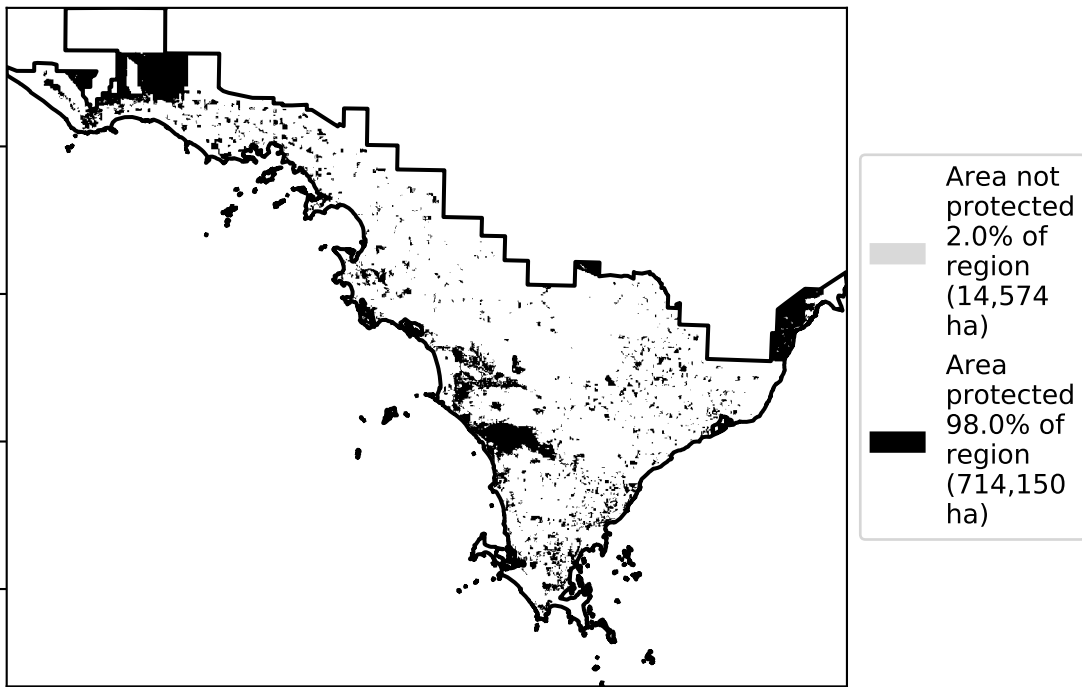 Area not
protected
2.0% of
region
(14,574
ha)
Area
protected
98.0% of
region
(714,150
ha)